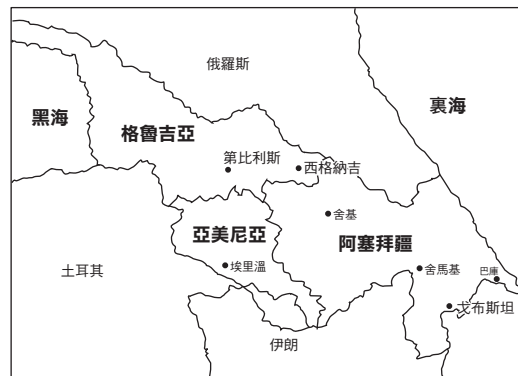 俄羅斯
黑海
裏海
格魯吉亞
第比利斯
西格納吉
舍基
亞美尼亞
阿塞拜疆
土耳其
埃里溫
舍馬基
巴庫
戈布斯坦
伊朗